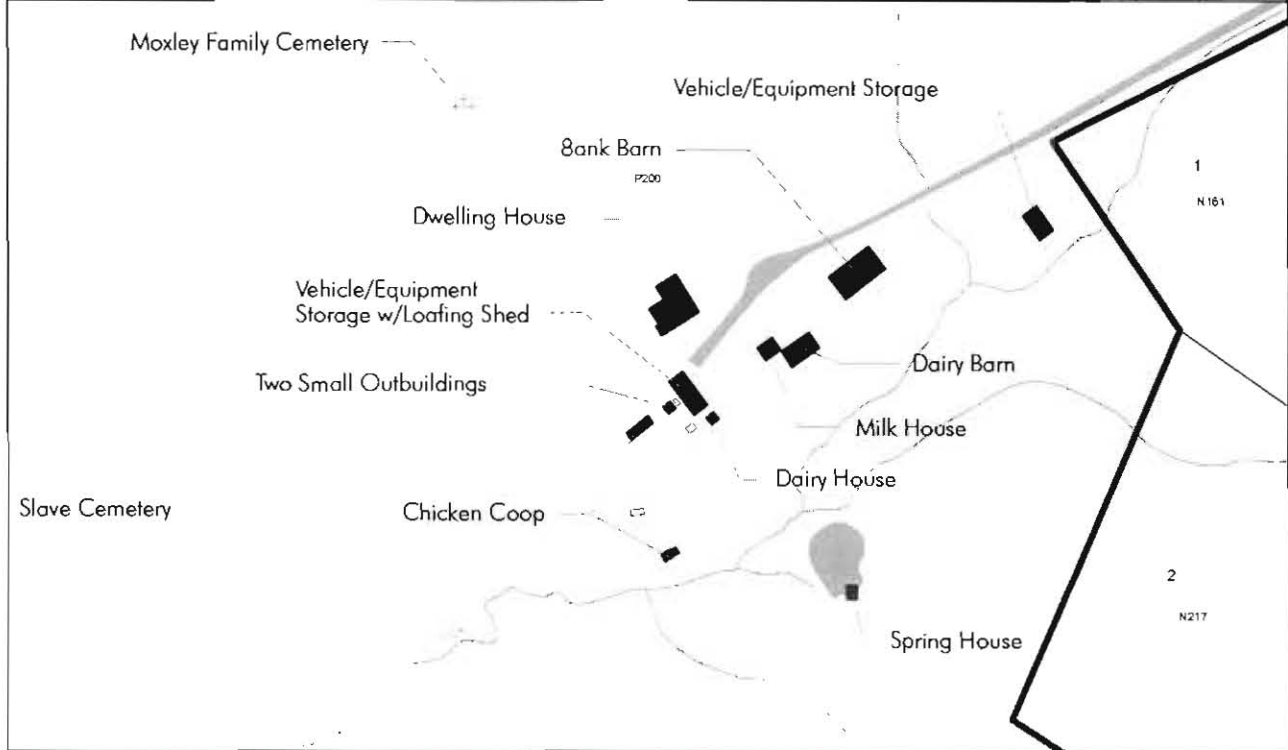 Moxley Family Cemetery
Vehicle/Equipment Storage
8ank Barn
P200
1
N161
Dwelling House
Vehicle/Equipment
Storage w/Loafing Shed
Two Small Outbuildings
Dairy Barn
Milk House
Dairy House
Slave Cemetery
Chicken Coop
2
N217
Spring House